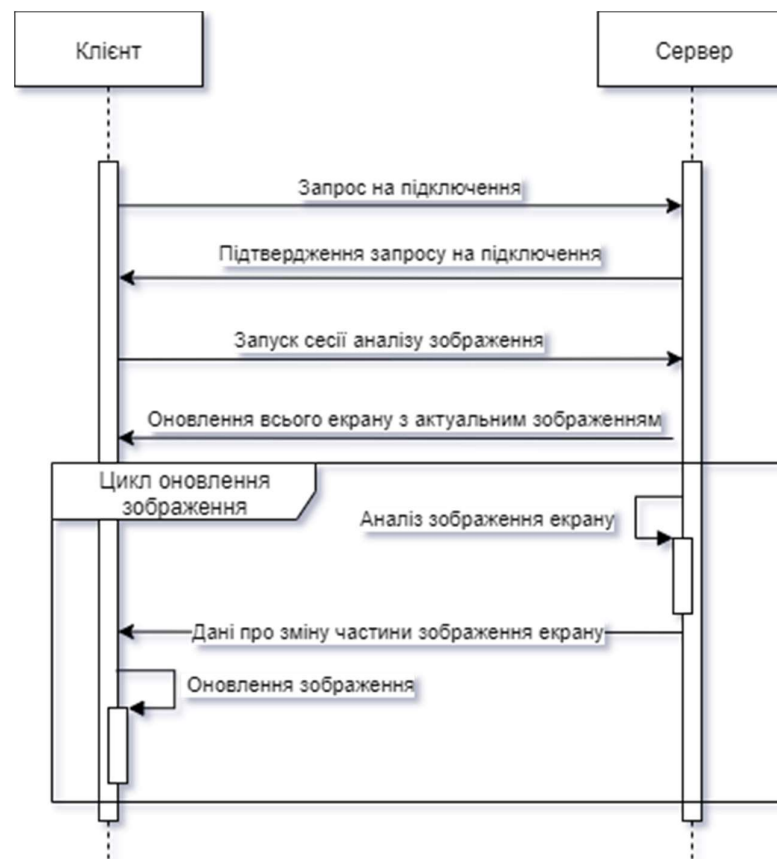 Клієнт
Сервер
Запрос на підключення
Підтвердження запросу на підключення
Запуск сесії аналізу зображення
Оновлення всього екрану з актуальним зображенням
Цикл оновлення
зображення
Аналіз зображення екрану
Дані про зміну частини зображення екрану
Оновлення зображення